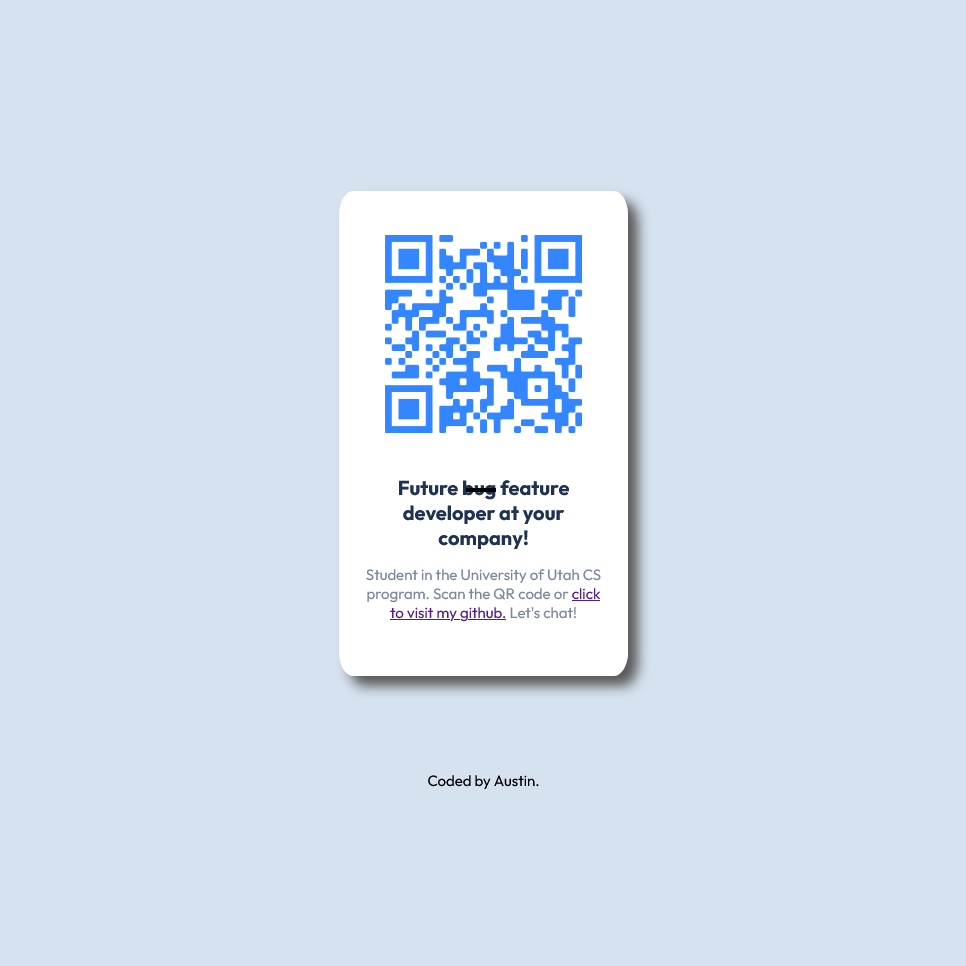 Future bug feature
developer at your
company!
Student in the University of Utah CS
program. Scan the QR code or click
to visit my github. Let's chat!
Coded by Austin.